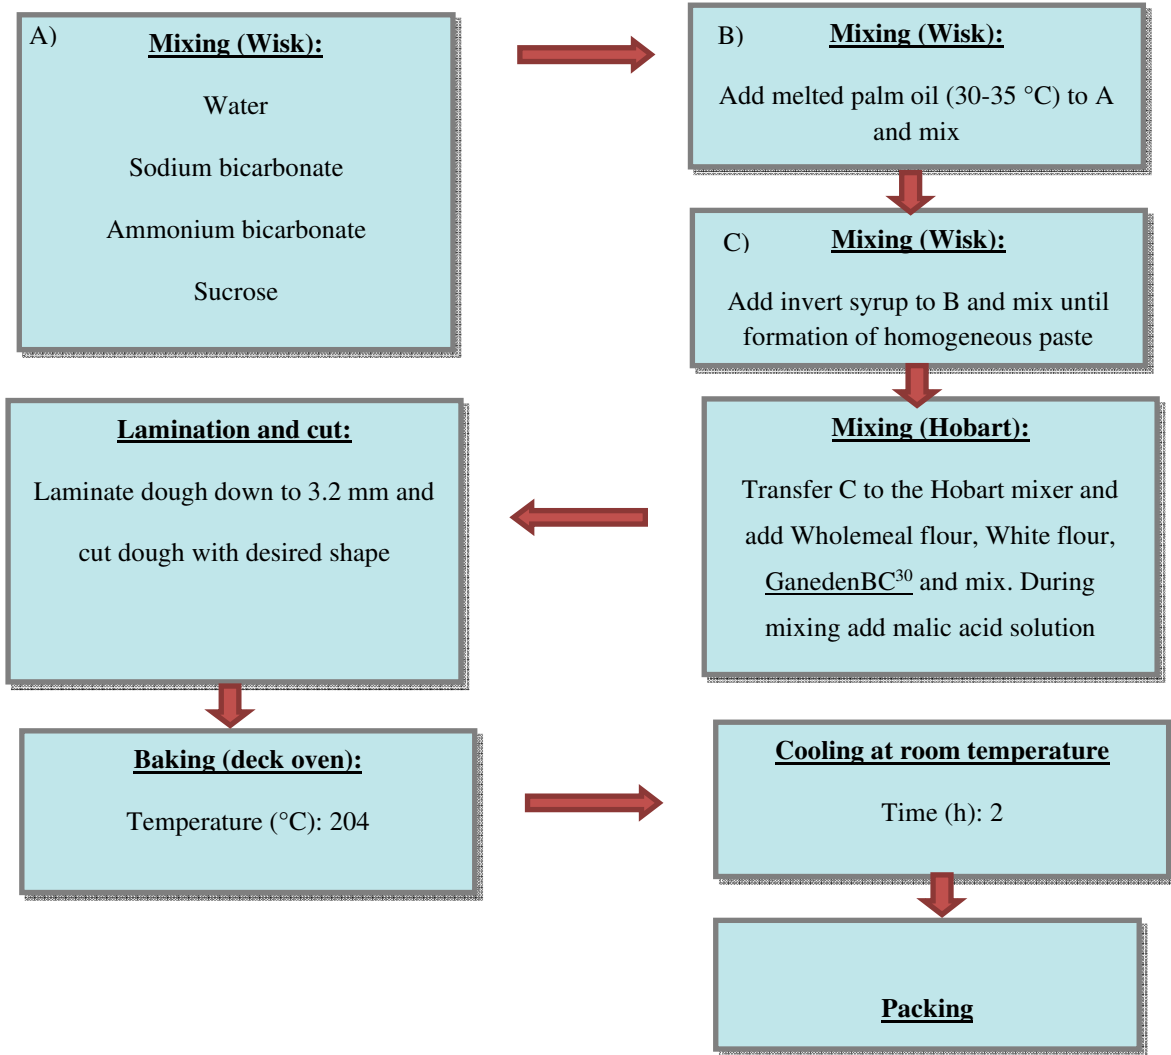 A)
Mixing (Wisk):
Water
Sodium bicarbonate
Ammonium bicarbonate
Sucrose
B)
Mixing (Wisk):
Add melted palm oil (30-35 °C) to A
and mix
C)
Mixing (Wisk):
Add invert syrup to B and mix until
formation of homogeneous paste
Mixing (Hobart):
Transfer C to the Hobart mixer and
add Wholemeal flour, White flour,
GanedenBC³⁰ and mix. During
mixing add malic acid solution
Lamination and cut:
Laminate dough down to 3.2 mm and
cut dough with desired shape
Baking (deck oven):
Temperature (°C): 204
Cooling at room temperature
Time (h): 2
Packing